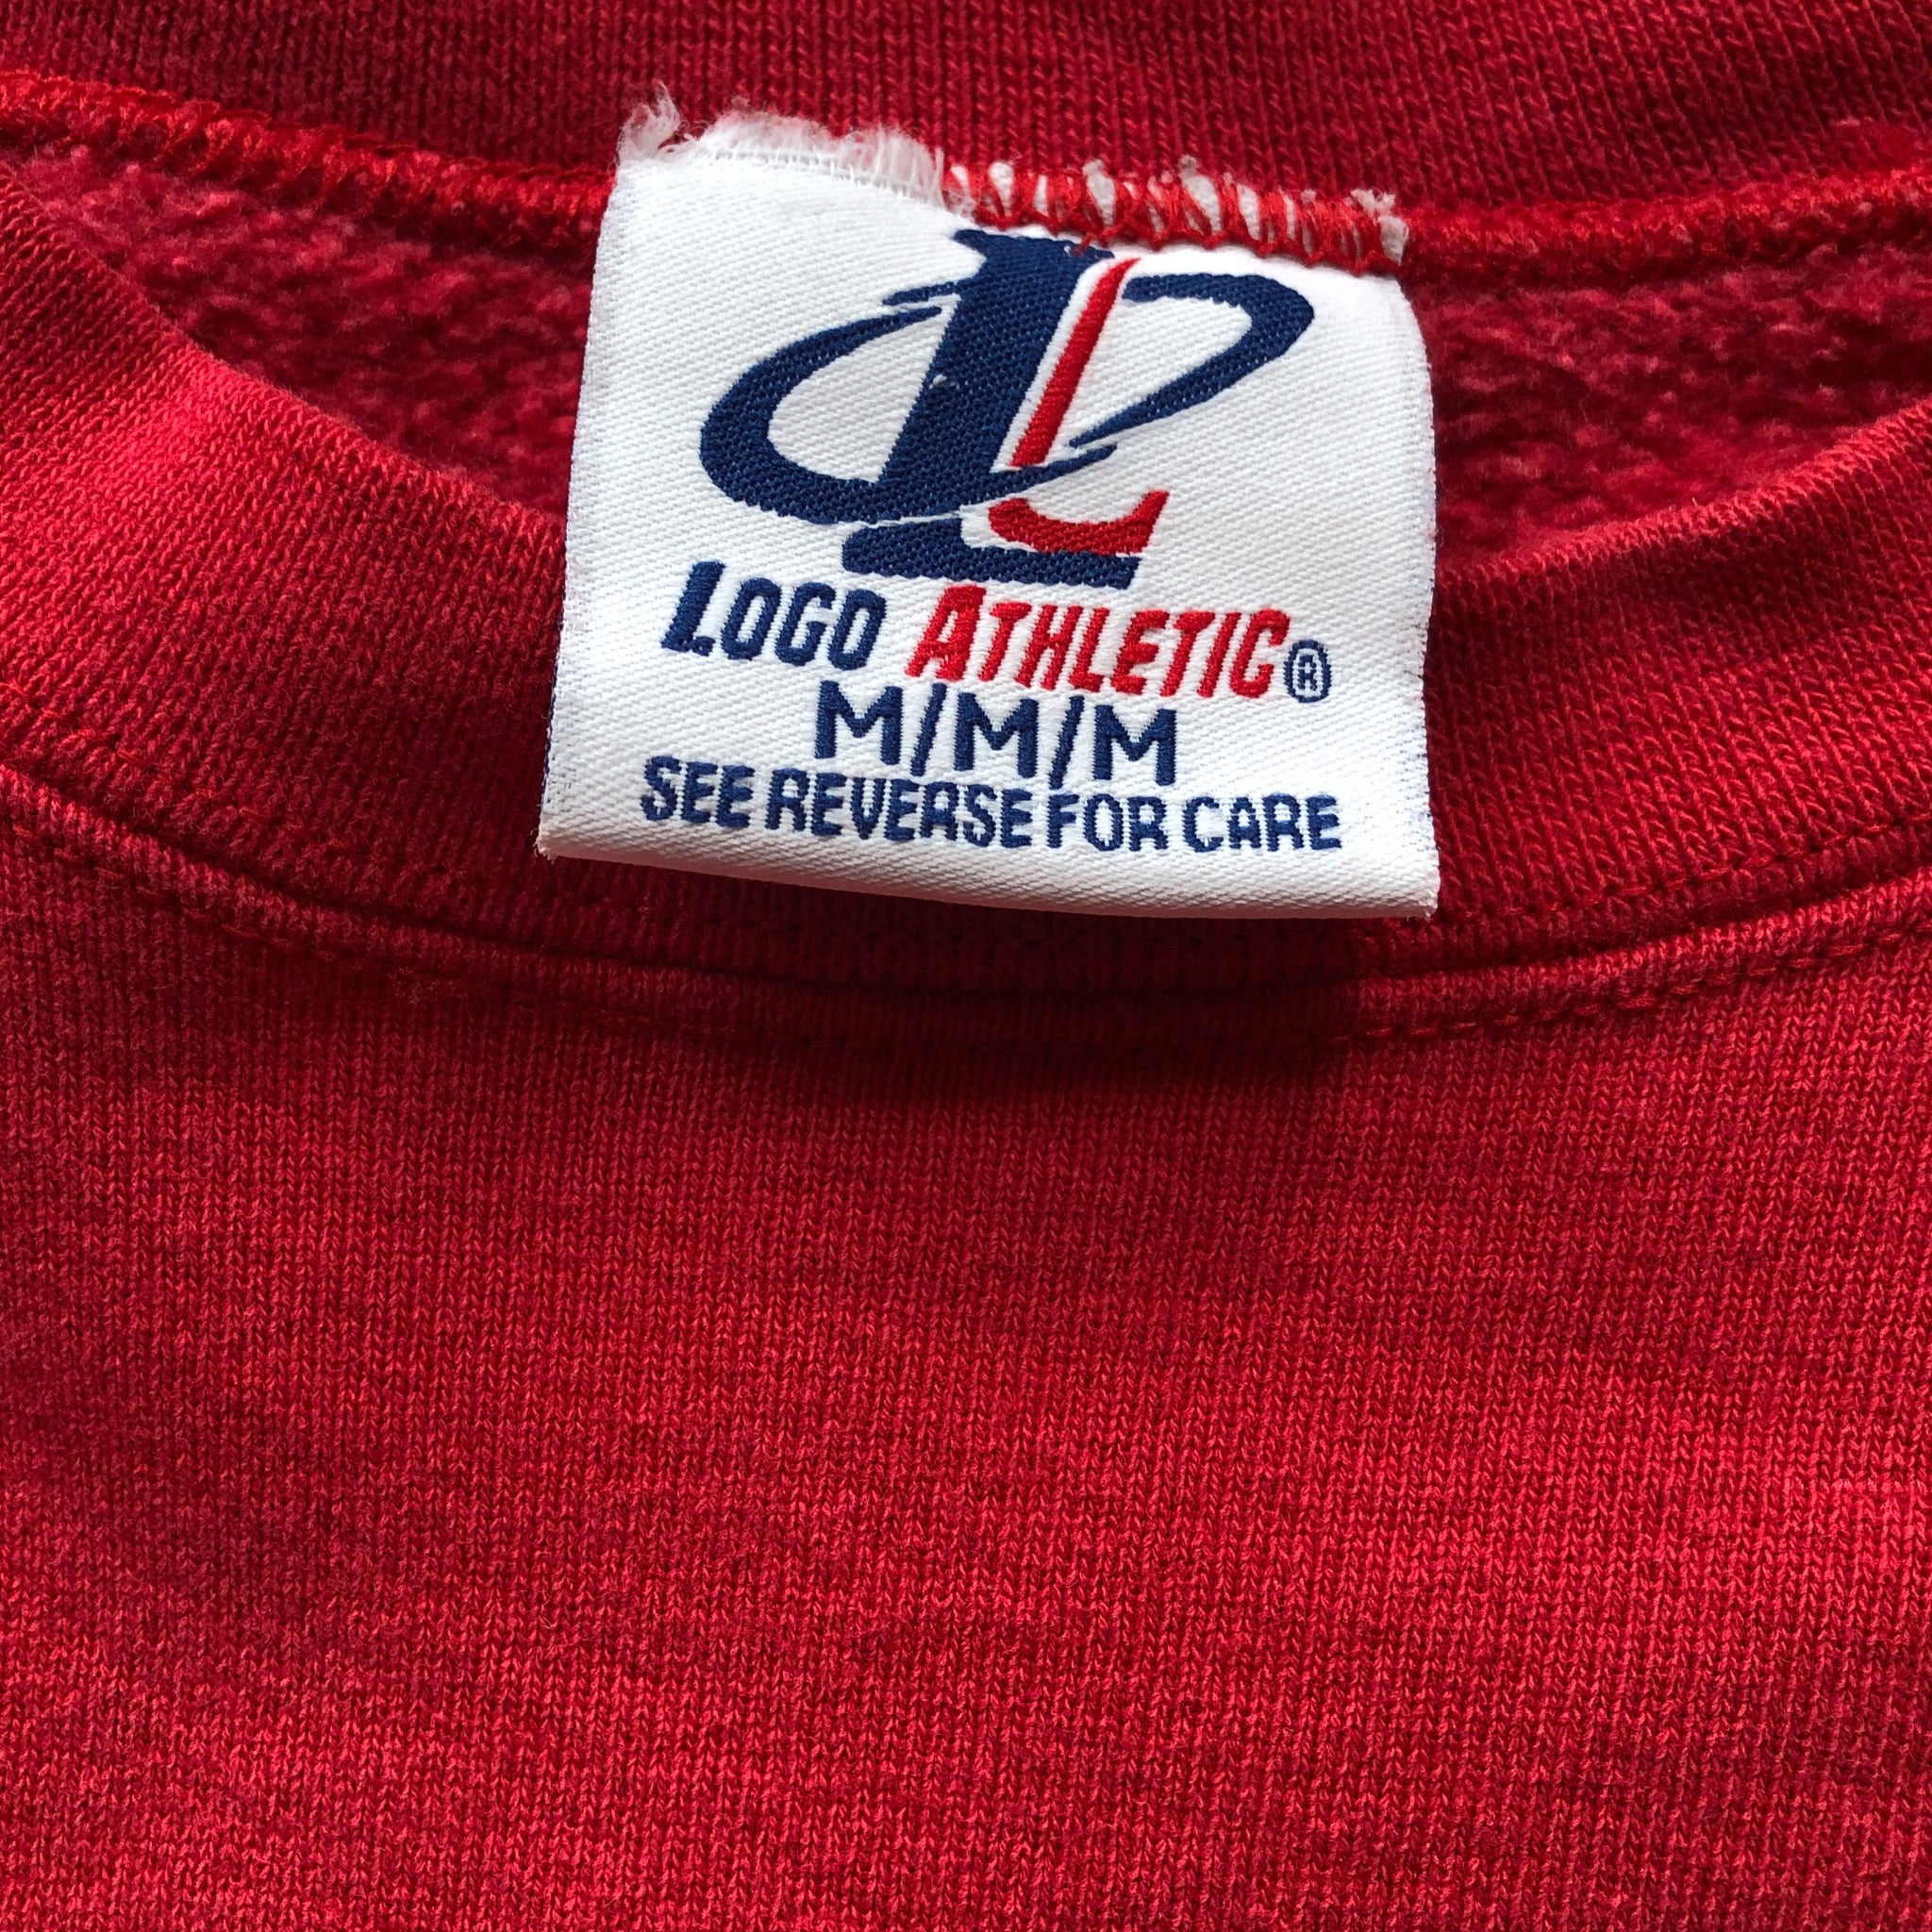 L
LOGO ATHLETIC®
M/M/M
SEE REVERSE FOR CARE